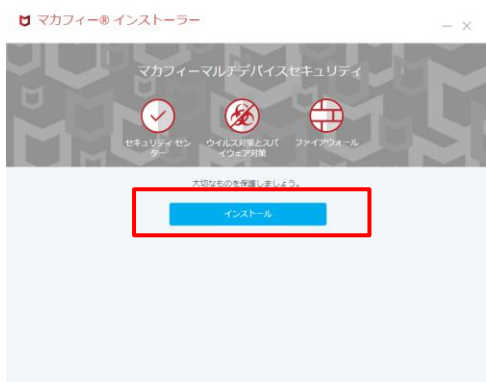 マカフィー® インストーラー
マカフィーマルチデバイスセキュリティ
セキュリティ セン
ター
ウイルス対策とスパ
イウェア対策
ファイアウォール
大切なものを保護しましょう。
インストール